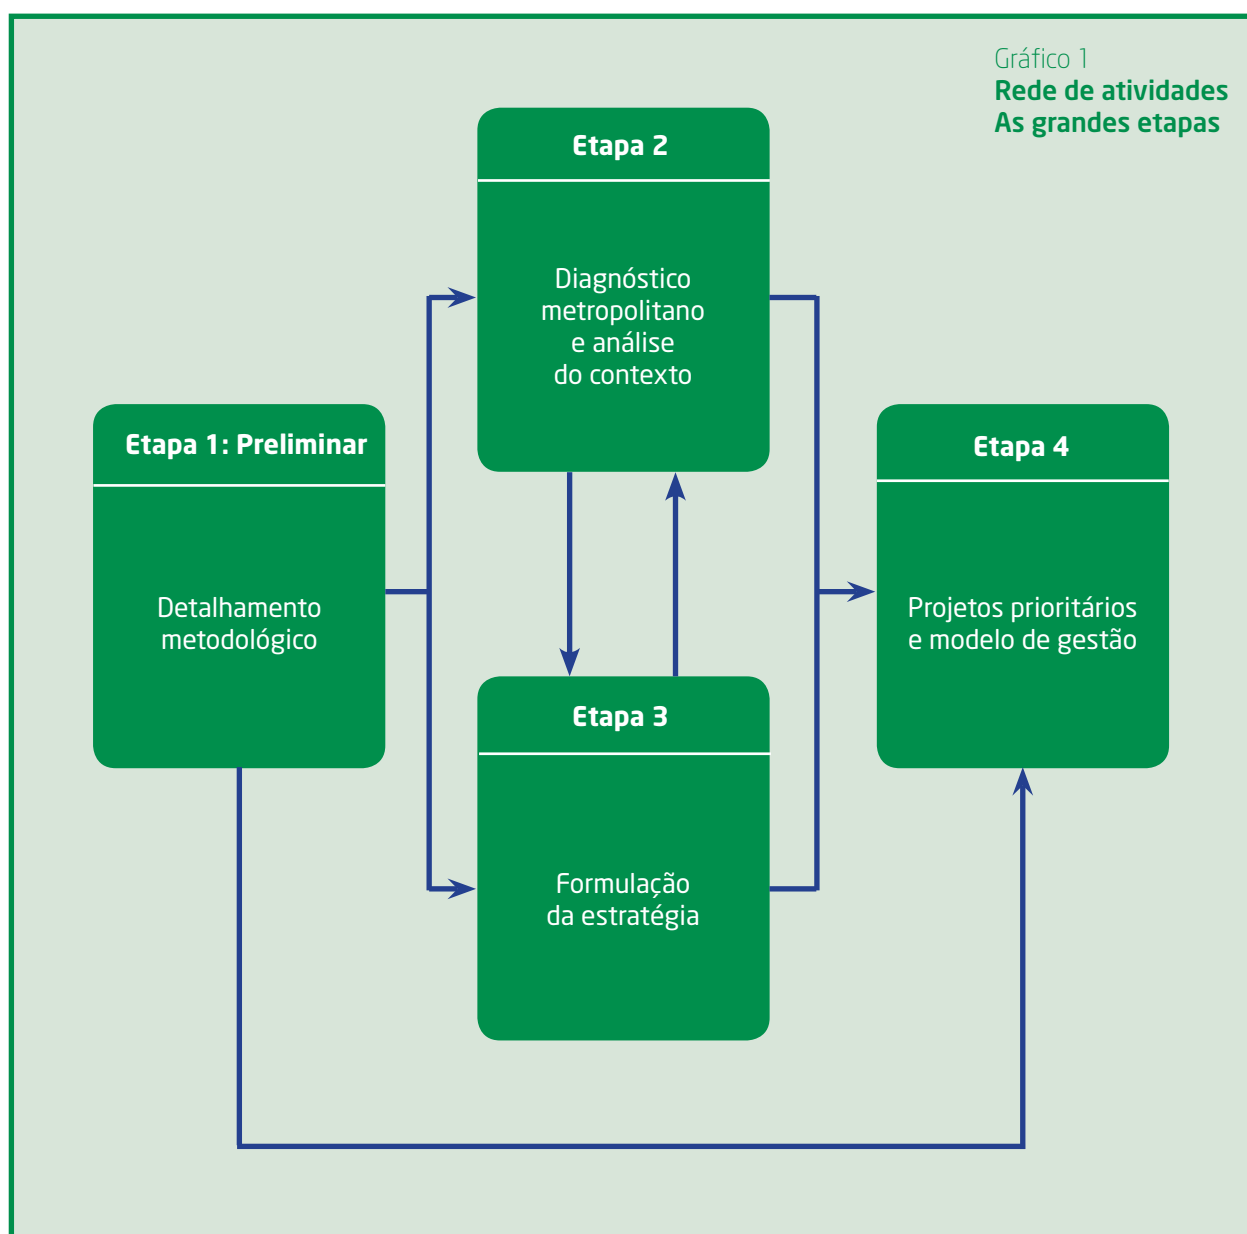 Gráfico 1
Rede de atividades
As grandes etapas
Etapa 1: Preliminar
Detalhamento
metodológico
Etapa 2
Diagnóstico
metropolitano
e análise
do contexto
Etapa 3
Formulação
da estratégia
Etapa 4
Projetos prioritários
e modelo de gestão